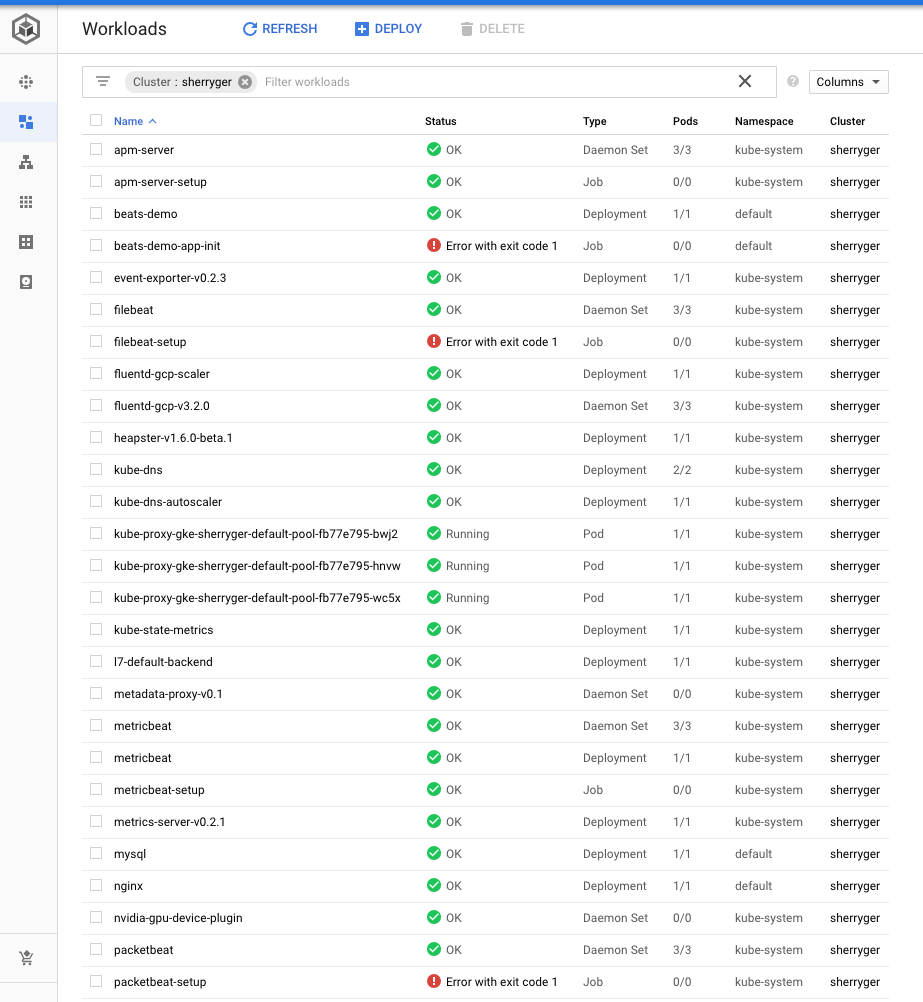 Workloads REFRESH DEPLOY DELETE
Cluster : sherryger Filter workloads Columns
Name Status Type Pods Namespace Cluster
apm-server OK Daemon Set 3/3 kube-system sherryger
apm-server-setup OK Job 0/0 kube-system sherryger
beats-demo OK Deployment 1/1 default sherryger
beats-demo-app-init Error with exit code 1 Job 0/0 default sherryger
event-exporter-v0.2.3 OK Deployment 1/1 kube-system sherryger
filebeat OK Daemon Set 3/3 kube-system sherryger
filebeat-setup Error with exit code 1 Job 0/0 kube-system sherryger
fluentd-gcp-scaler OK Deployment 1/1 kube-system sherryger
fluentd-gcp-v3.2.0 OK Daemon Set 3/3 kube-system sherryger
heapster-v1.6.0-beta.1 OK Deployment 1/1 kube-system sherryger
kube-dns OK Deployment 2/2 kube-system sherryger
kube-dns-autoscaler OK Deployment 1/1 kube-system sherryger
kube-proxy-gke-sherryger-default-pool-fb77e795-bwj2 Running Pod 1/1 kube-system sherryger
kube-proxy-gke-sherryger-default-pool-fb77e795-hnvw Running Pod 1/1 kube-system sherryger
kube-proxy-gke-sherryger-default-pool-fb77e795-wc5x Running Pod 1/1 kube-system sherryger
kube-state-metrics OK Deployment 1/1 kube-system sherryger
l7-default-backend OK Deployment 1/1 kube-system sherryger
metadata-proxy-v0.1 OK Daemon Set 0/0 kube-system sherryger
metricbeat OK Daemon Set 3/3 kube-system sherryger
metricbeat OK Deployment 1/1 kube-system sherryger
metricbeat-setup OK Job 0/0 kube-system sherryger
metrics-server-v0.2.1 OK Deployment 1/1 kube-system sherryger
mysql OK Deployment 1/1 default sherryger
nginx OK Deployment 1/1 default sherryger
nvidia-gpu-device-plugin OK Daemon Set 0/0 kube-system sherryger
packetbeat OK Daemon Set 3/3 kube-system sherryger
packetbeat-setup Error with exit code 1 Job 0/0 kube-system sherryger